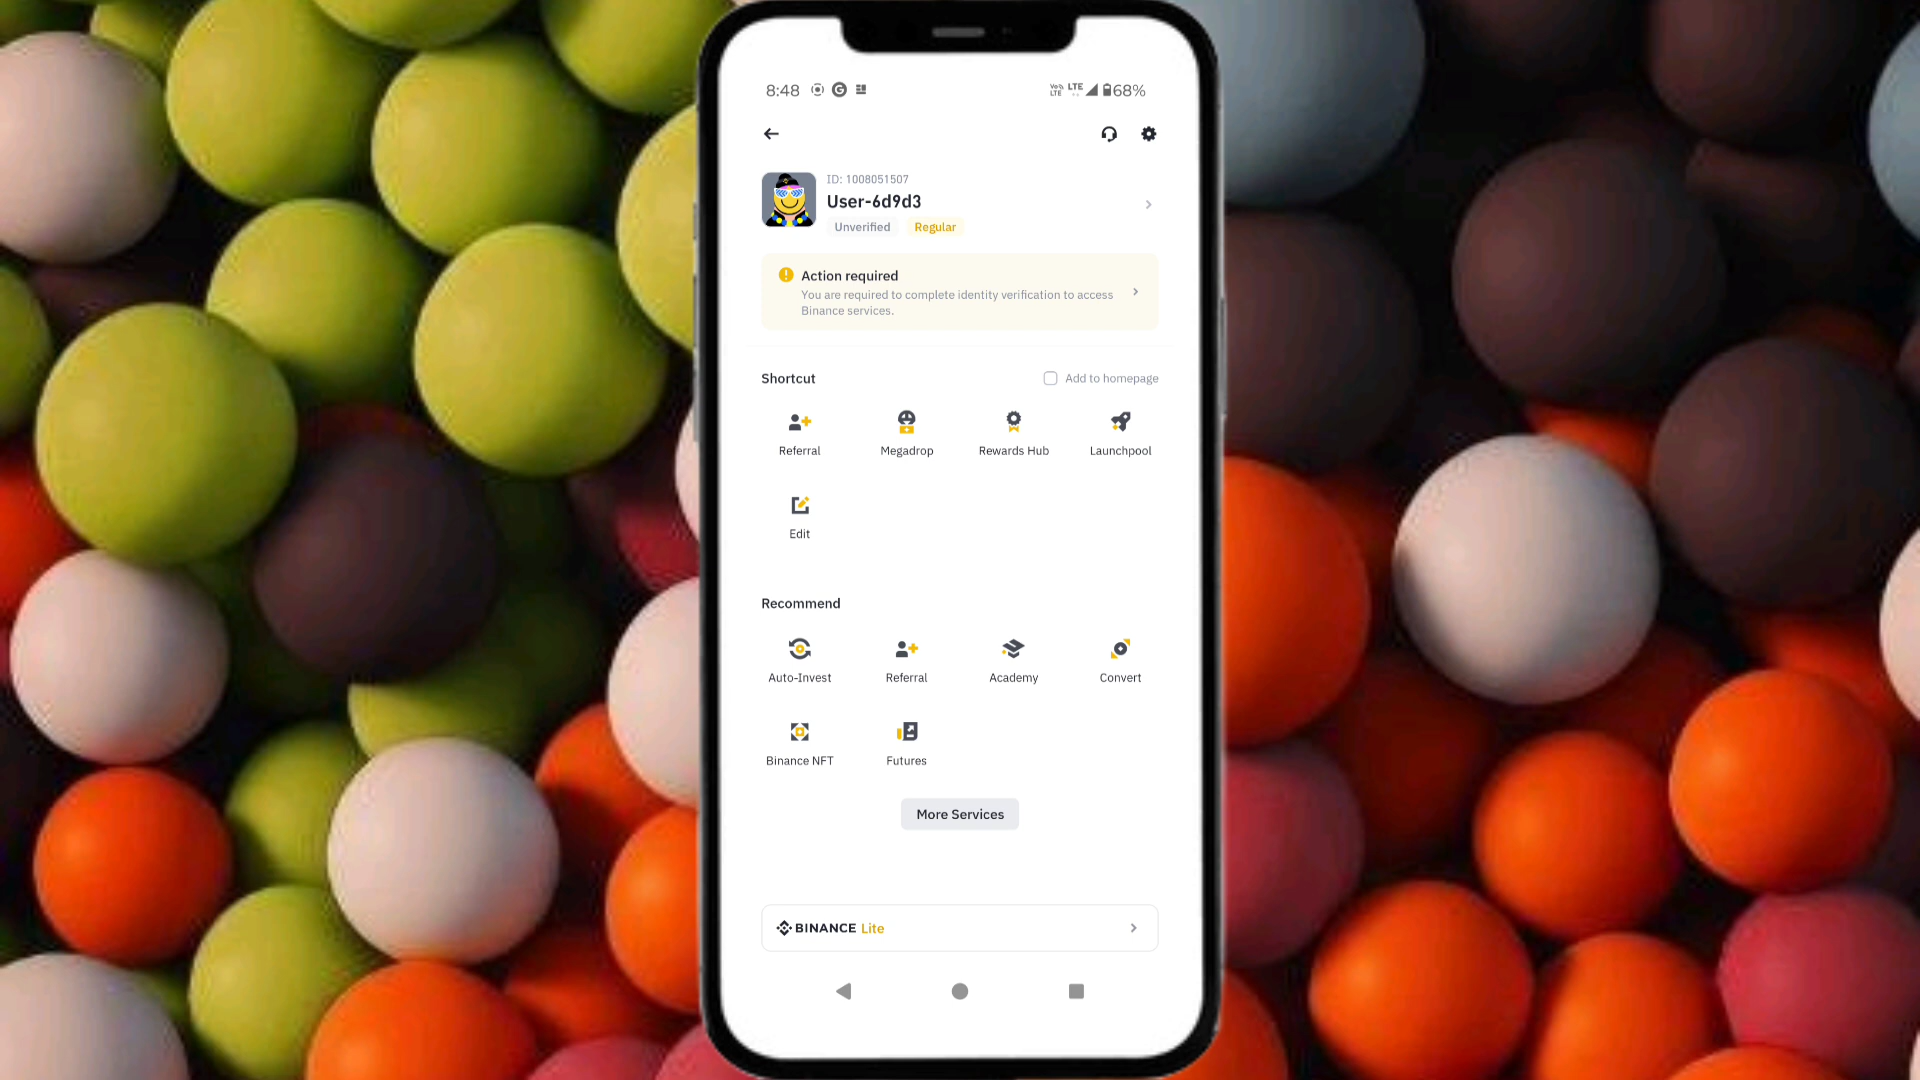 8:48
LTE
68%
ID: 1008051507
User-6d9d3
Unverified
Regular
Action required
You are required to complete identity verification to access
Binance services.
Shortcut
Add to homepage
Referral
Megadrop
Rewards Hub
Launchpool
Edit
Recommend
Auto-Invest
Referral
Academy
Convert
Binance NFT
Futures
More Services
BINANCE Lite